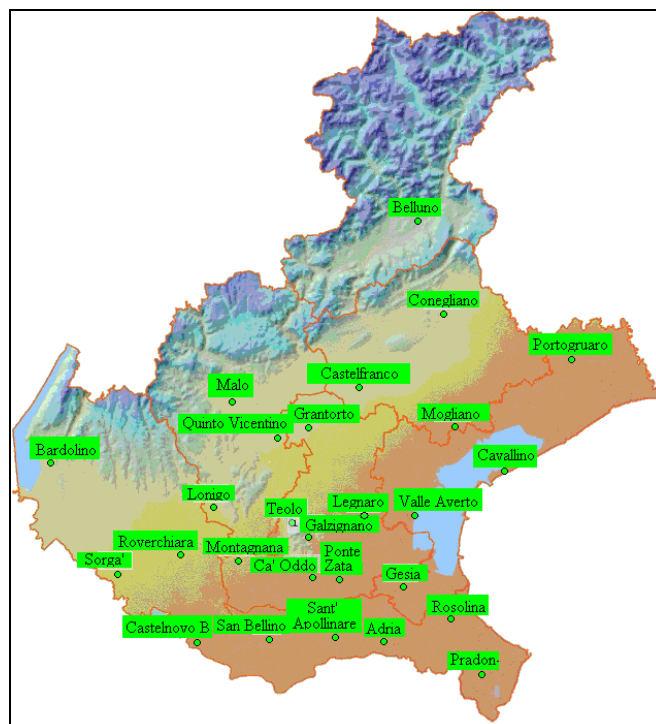 Belluno
Conegliano
Portogruaro
Castelfranco
Malo
Grantorto
Mogliano
Quinto Vicentino
Bardolino
Cavallino
Lonigo
Teolo
Legnaro
Valle Averto
Galzignano
Roverchiara
Montagnana
Sorga'
Ca' Oddo
Ponte
Zata
Gesia
Rosolina
Castelnovo B
San Bellino
Sant'
Apollinare
Adria
Pradon-